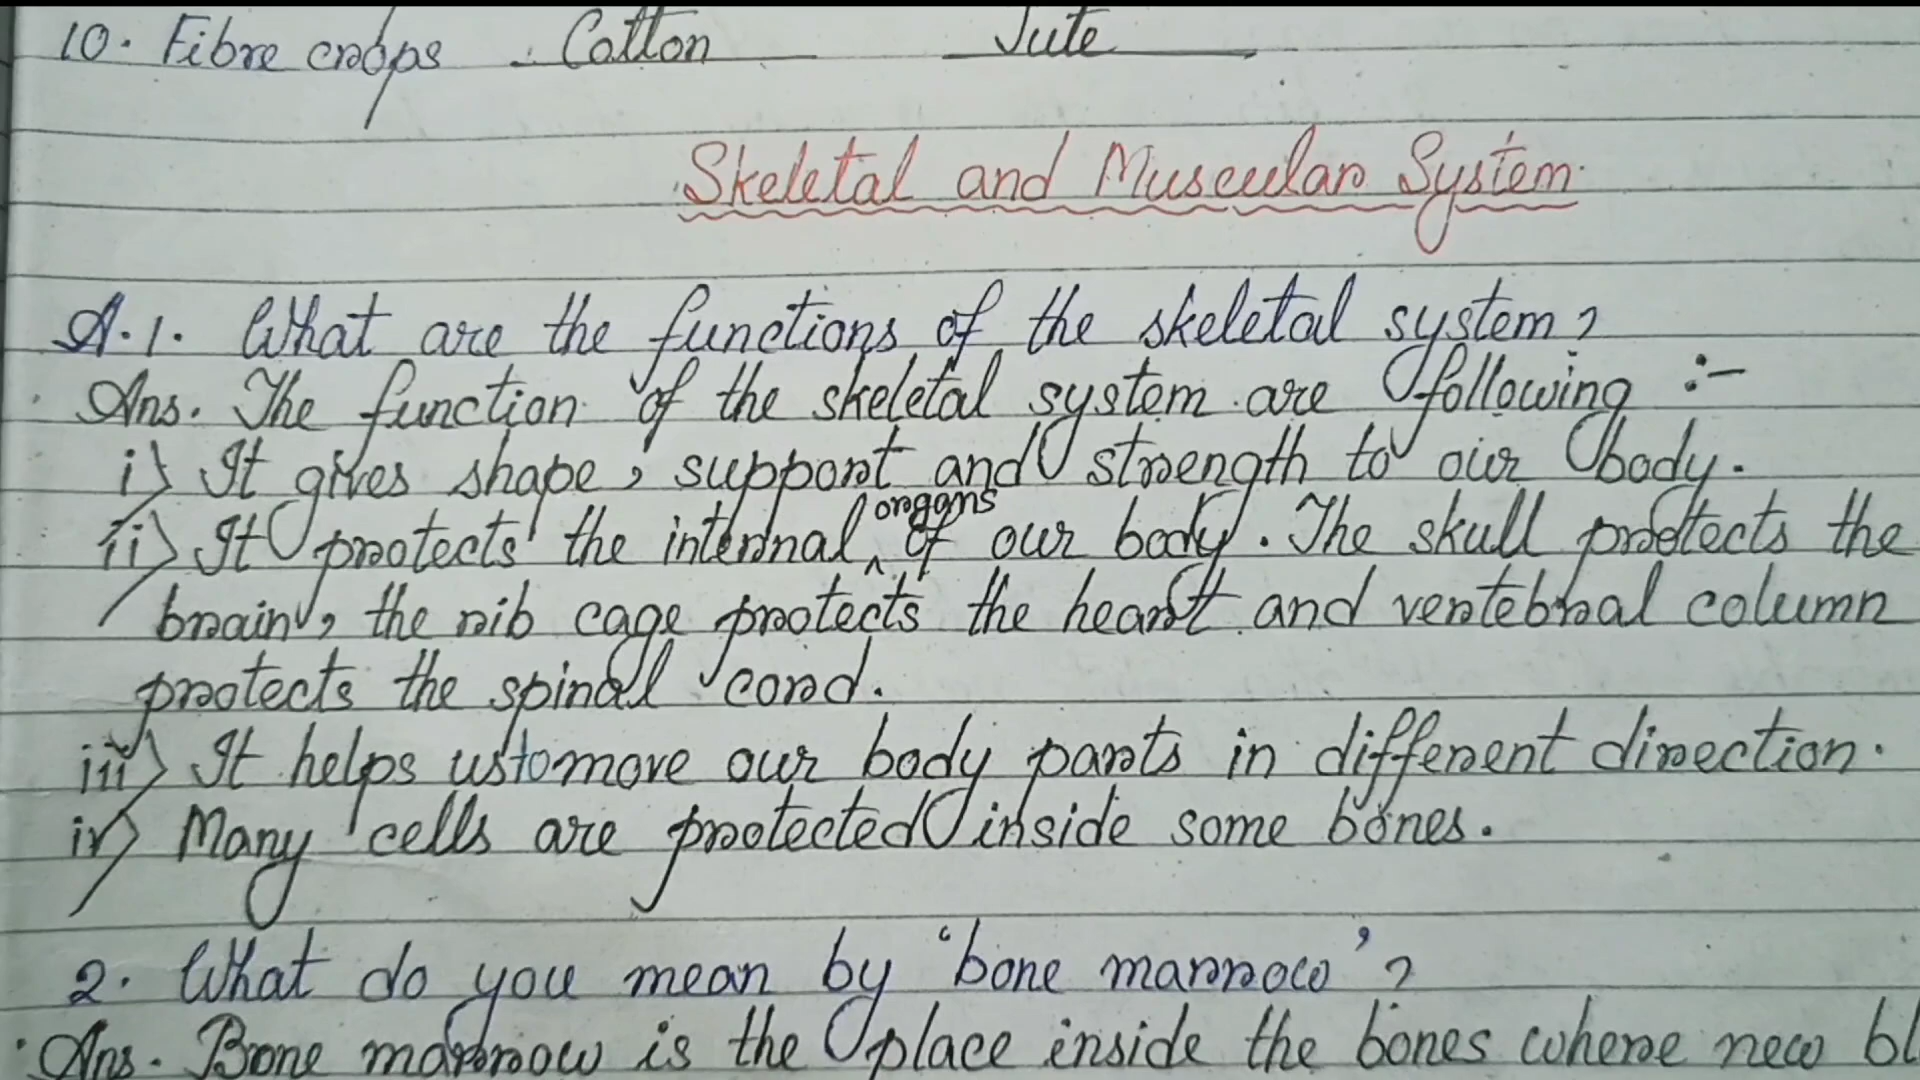 10. Fibre crops - Cotton Jute
Skeletal and Muscular System
A.1. What are the functions of the skeletal system?
Ans. The function of the skeletal system are following :-
i) It gives shape, support and strength to our body.
ii) It protects the internal organs of our body. The skull protects the
brain, the rib cage protects the heart and vertebral column
protects the spinal cord.
iii) It helps us to move our body parts in different direction.
iv) Many cells are protected inside some bones.
2. What do you mean by 'bone marrow'?
Ans. Bone marrow is the place inside the bones where new bl